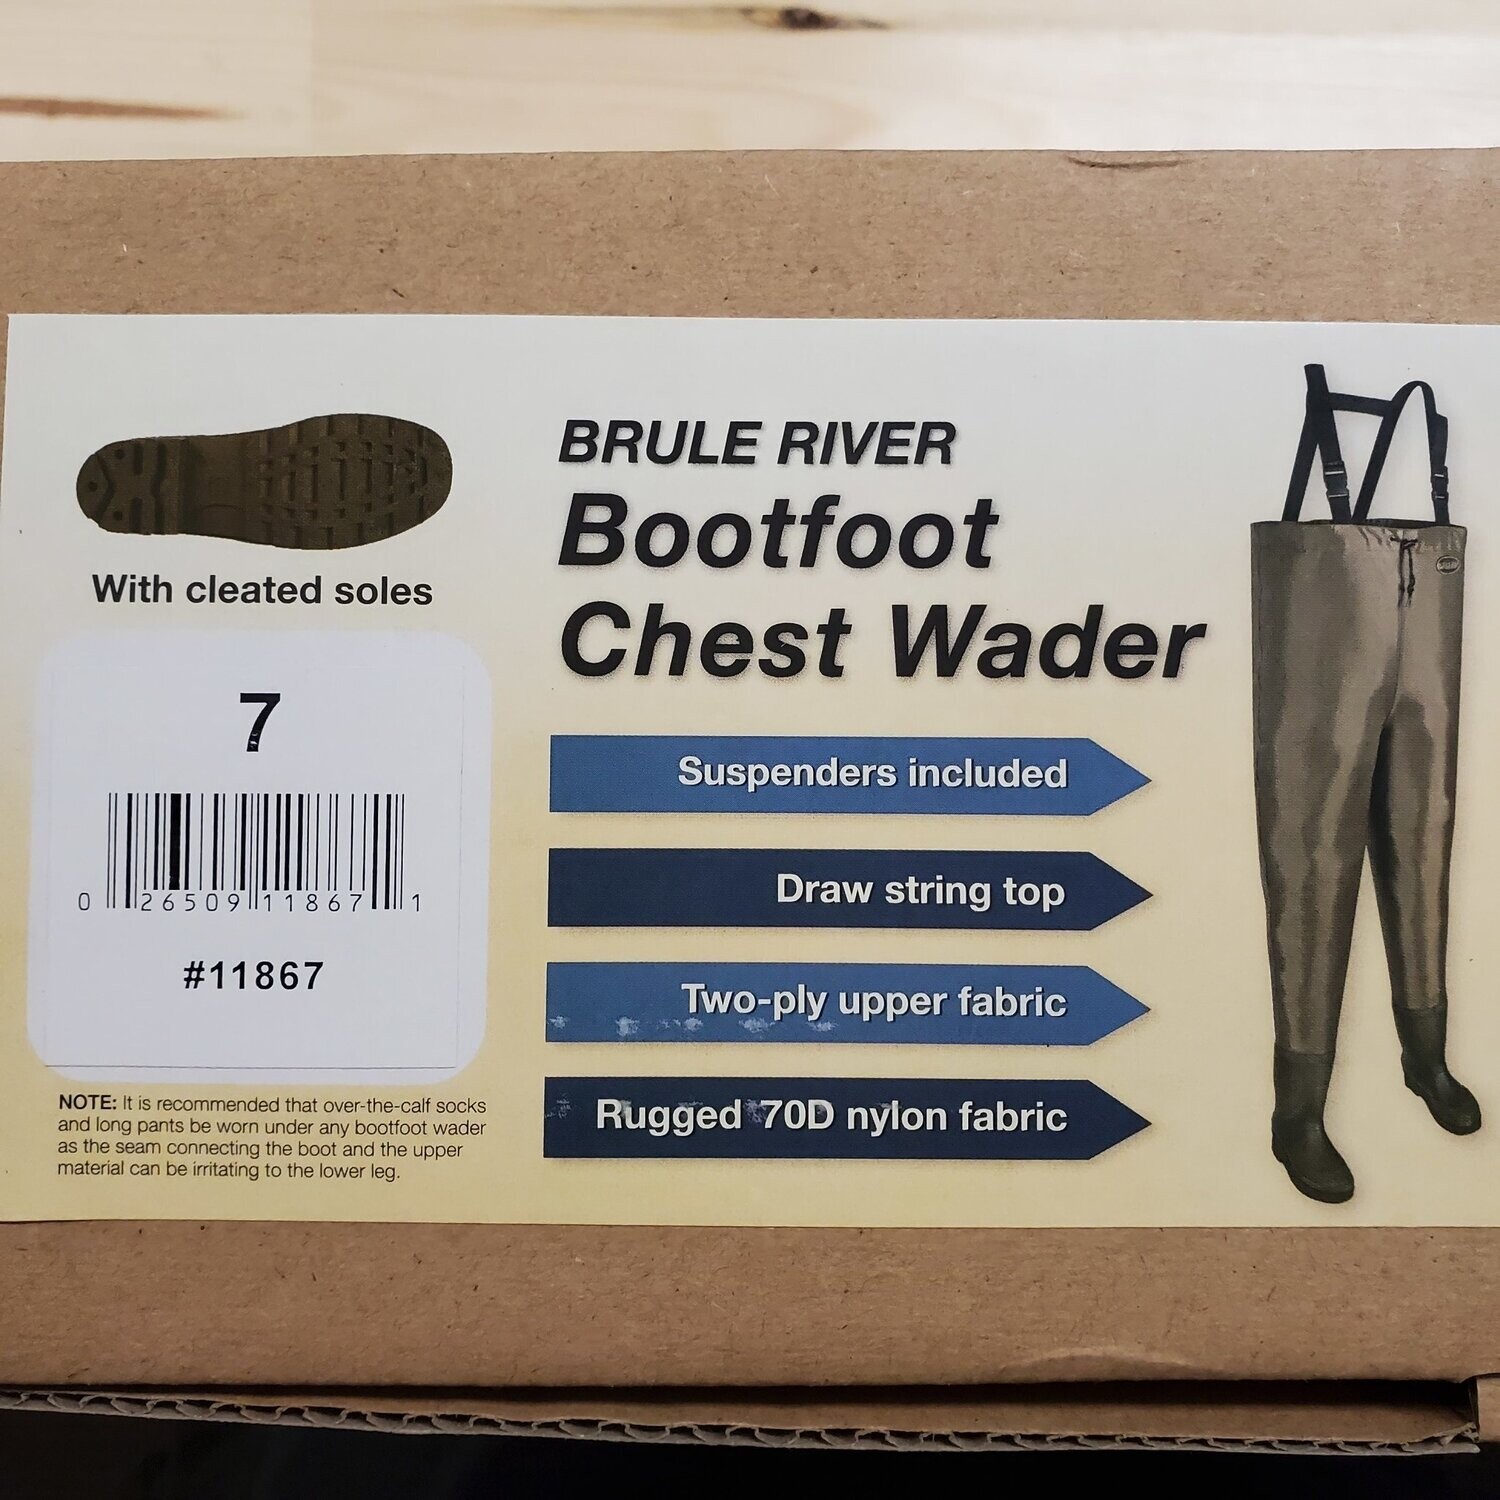 BRULE RIVER
Bootfoot
Chest Wader
With cleated soles
7
0 26509 11867 1
#11867
NOTE: It is recommended that over-the-calf socks
and long pants be worn under any bootfoot wader
as the seam connecting the boot and the upper
material can be irritating to the lower leg.
Suspenders included
Draw string top
Two-ply upper fabric
Rugged 70D nylon fabric